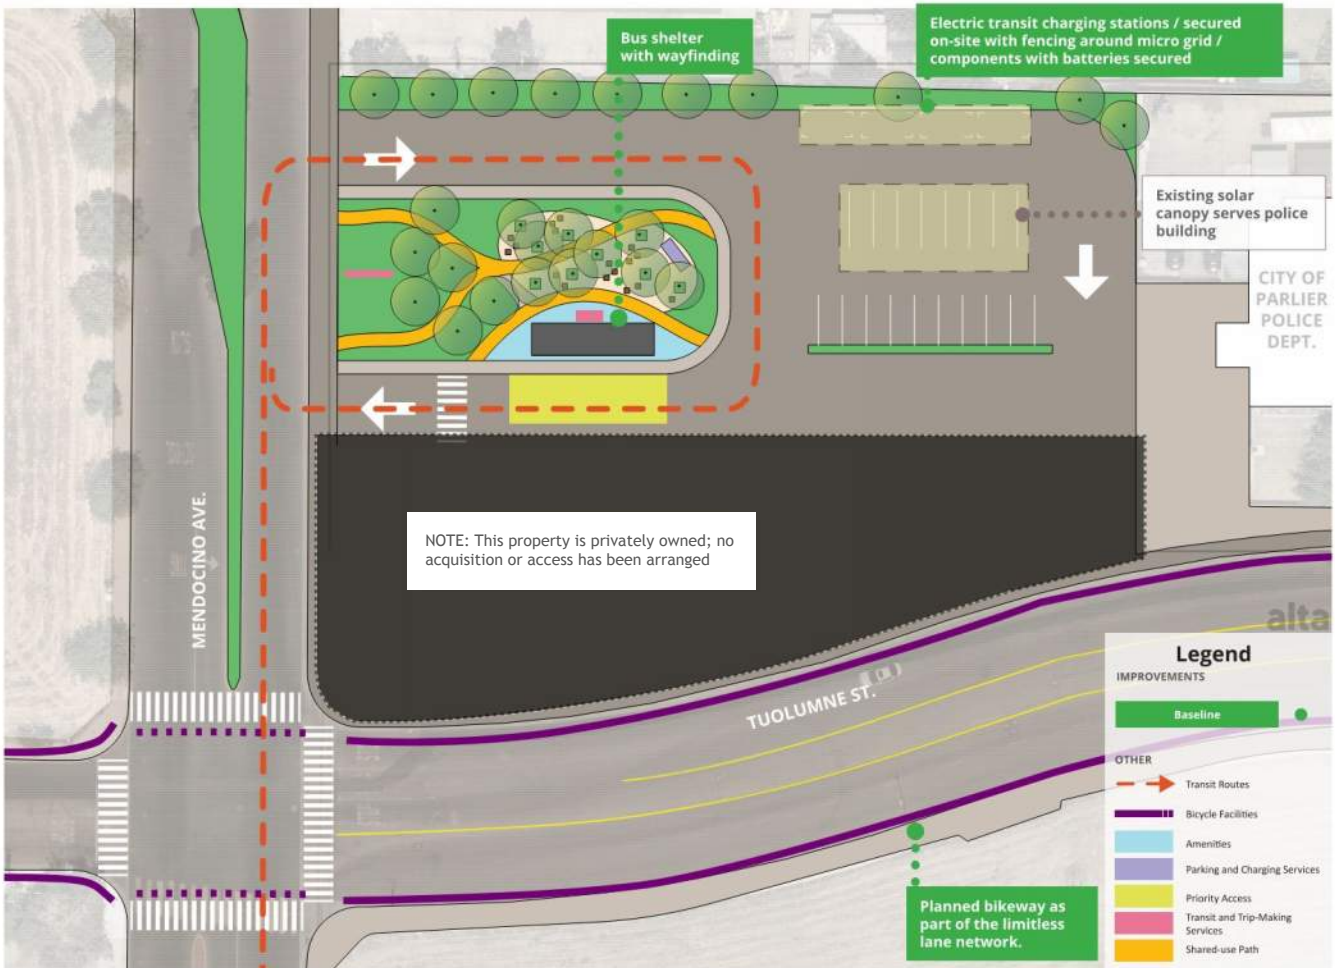 Bus shelter
with wayfinding
Electric transit charging stations / secured
on-site with fencing around micro grid /
components with batteries secured
Existing solar
canopy serves police
building
CITY OF
PARLIER
POLICE
DEPT.
NOTE: This property is privately owned; no
acquisition or access has been arranged
MENDOCINO AVE.
TUOLUMNE ST.
alta
Legend
IMPROVEMENTS
Baseline
OTHER
Transit Routes
Bicycle Facilities
Amenities
Parking and Charging Services
Priority Access
Transit and Trip-Making
Services
Shared-use Path
Planned bikeway as
part of the limitless
lane network.